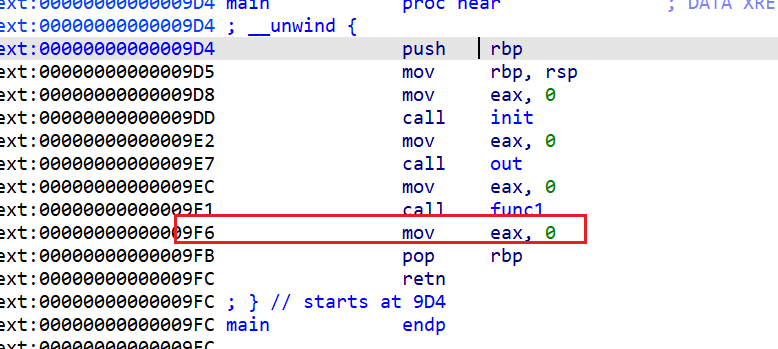 ext:00000000000009D4 main proc near ; DATA XRE
ext:00000000000009D4 ; __unwind {
ext:00000000000009D4 push rbp
ext:00000000000009D5 mov rbp, rsp
ext:00000000000009D8 mov eax, 0
ext:00000000000009DD call init
ext:00000000000009E2 mov eax, 0
ext:00000000000009E7 call out
ext:00000000000009EC mov eax, 0
ext:00000000000009F1 call func1
ext:00000000000009F6 mov eax, 0
ext:00000000000009FB pop rbp
ext:00000000000009FC retn
ext:00000000000009FC ; } // starts at 9D4
ext:00000000000009FC main endp
ext:00000000000009FC